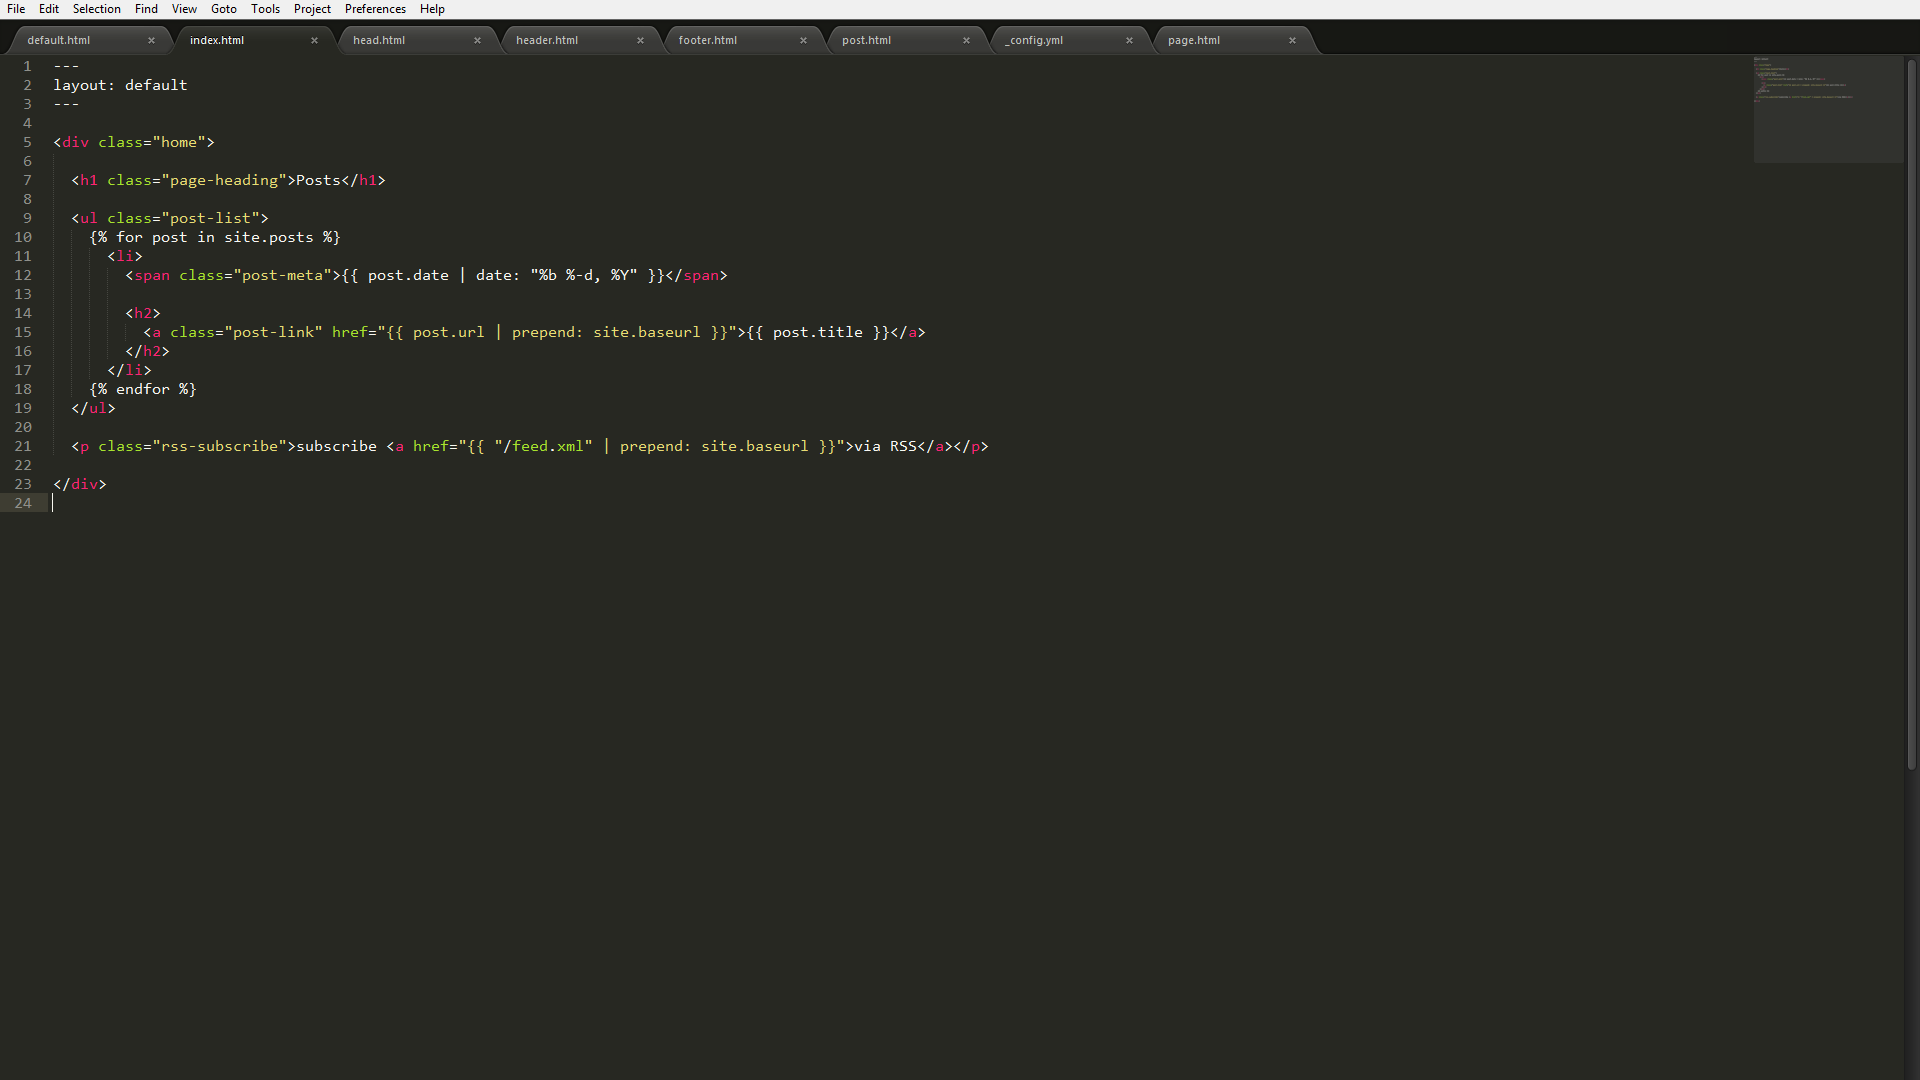 File Edit Selection Find View Goto Tools Project Preferences Help
default.html × index.html × head.html × header.html × footer.html × post.html × _config.yml × page.html ×
1 ---
2 layout: default
3 ---
4
5 <div class="home">
6
7   <h1 class="page-heading">Posts</h1>
8
9   <ul class="post-list">
10     {% for post in site.posts %}
11       <li>
12         <span class="post-meta">{{ post.date | date: "%b %-d, %Y" }}</span>
13
14         <h2>
15           <a class="post-link" href="{{ post.url | prepend: site.baseurl }}">{{ post.title }}</a>
16         </h2>
17       </li>
18     {% endfor %}
19   </ul>
20
21   <p class="rss-subscribe">subscribe <a href="{{ "/feed.xml" | prepend: site.baseurl }}">via RSS</a></p>
22
23 </div>
24